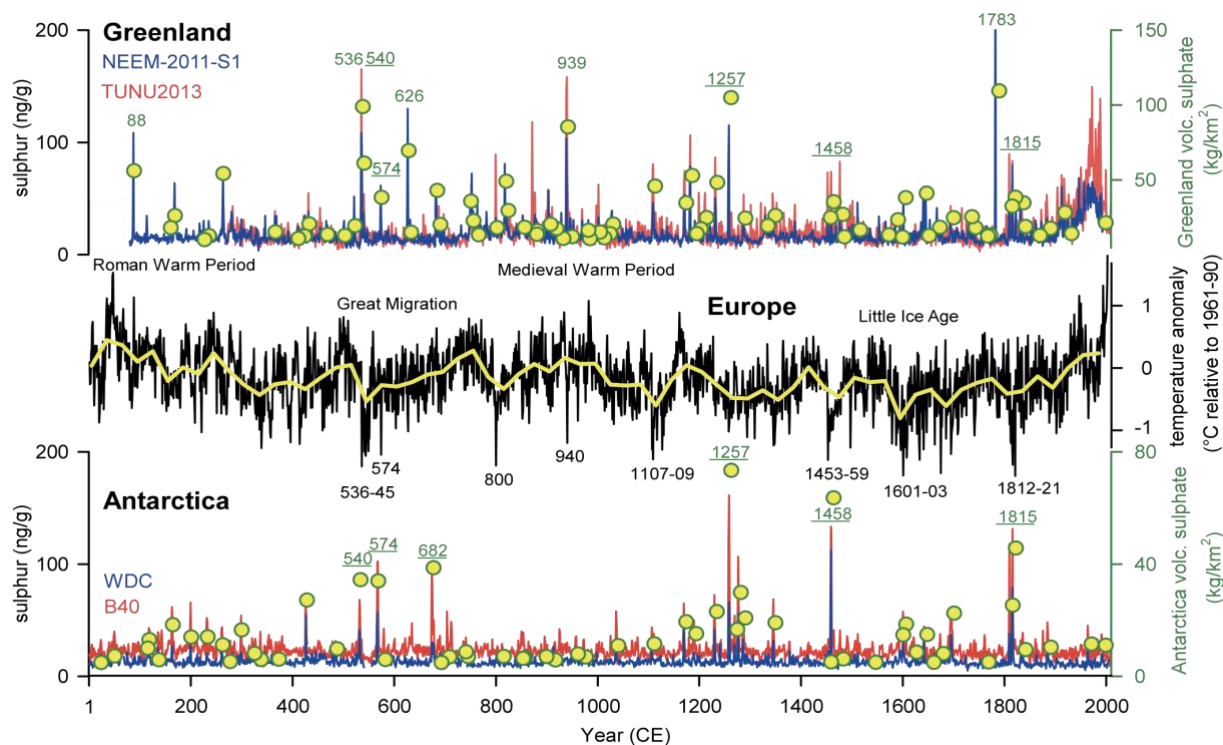 Greenland
NEEM-2011-S1
TUNU2013
200
100
0
sulphur (ng/g)
88
536 540
574
626
939
1257
1458
1783
1815
150
100
50
0
Greenland volc. sulphate
(kg/km²)
Roman Warm Period
Medieval Warm Period
Great Migration
Europe
Little Ice Age
1
0
-1
temperature anomaly
(°C relative to 1961-90)
536-45
574
800
940
1107-09
1453-59
1601-03
1812-21
Antarctica
WDC
B40
200
100
0
sulphur (ng/g)
540
574
682
1257
1458
1815
80
40
0
Antarctica volc. sulphate
(kg/km²)
1 200 400 600 800 1000 1200 1400 1600 1800 2000
Year (CE)